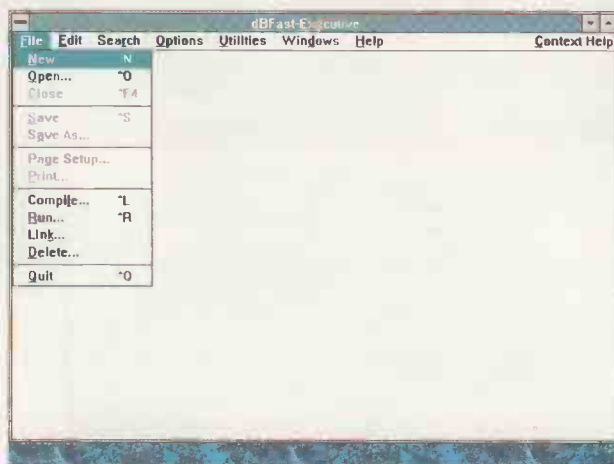 dBFast-Executive
File Edit Search Options Utilities Windows Help Context Help
New ^N
Open... ^O
Close ^F4
Save ^S
Save As...
Page Setup...
Print...
Compile... ^L
Run... ^R
Link...
Delete...
Quit ^Q